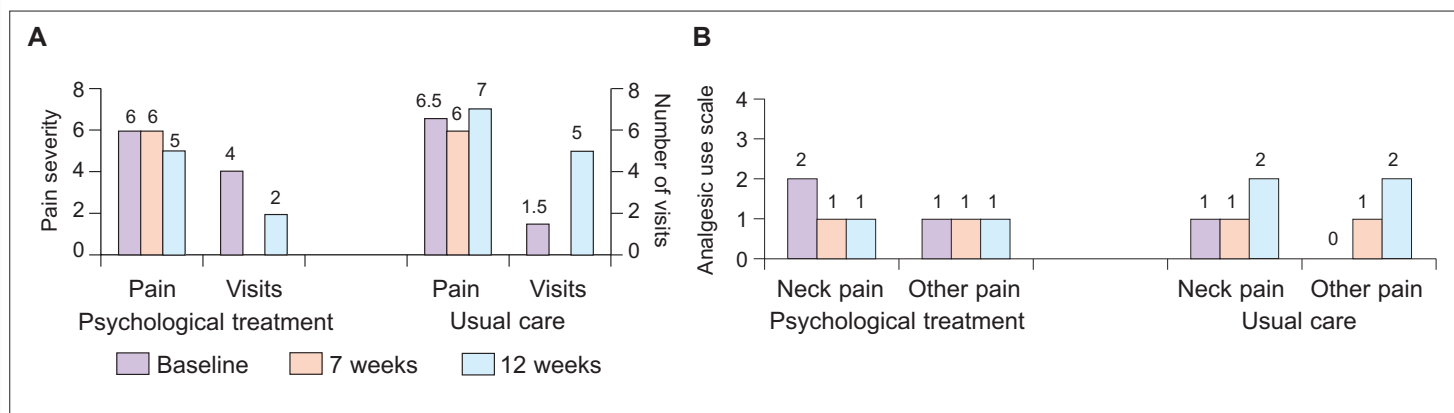 A
Pain severity
8
6
4
2
0
6 6 5
4 2
6.5 6 7
1.5 5
8
6
4
2
0
Number of visits
Pain Visits Pain Visits
Psychological treatment Usual care
Baseline 7 weeks 12 weeks
B
Analgesic use scale
4
3
2
1
0
2 1 1
1 1 1
1 1 2
0 1 2
Neck pain Other pain Neck pain Other pain
Psychological treatment Usual care